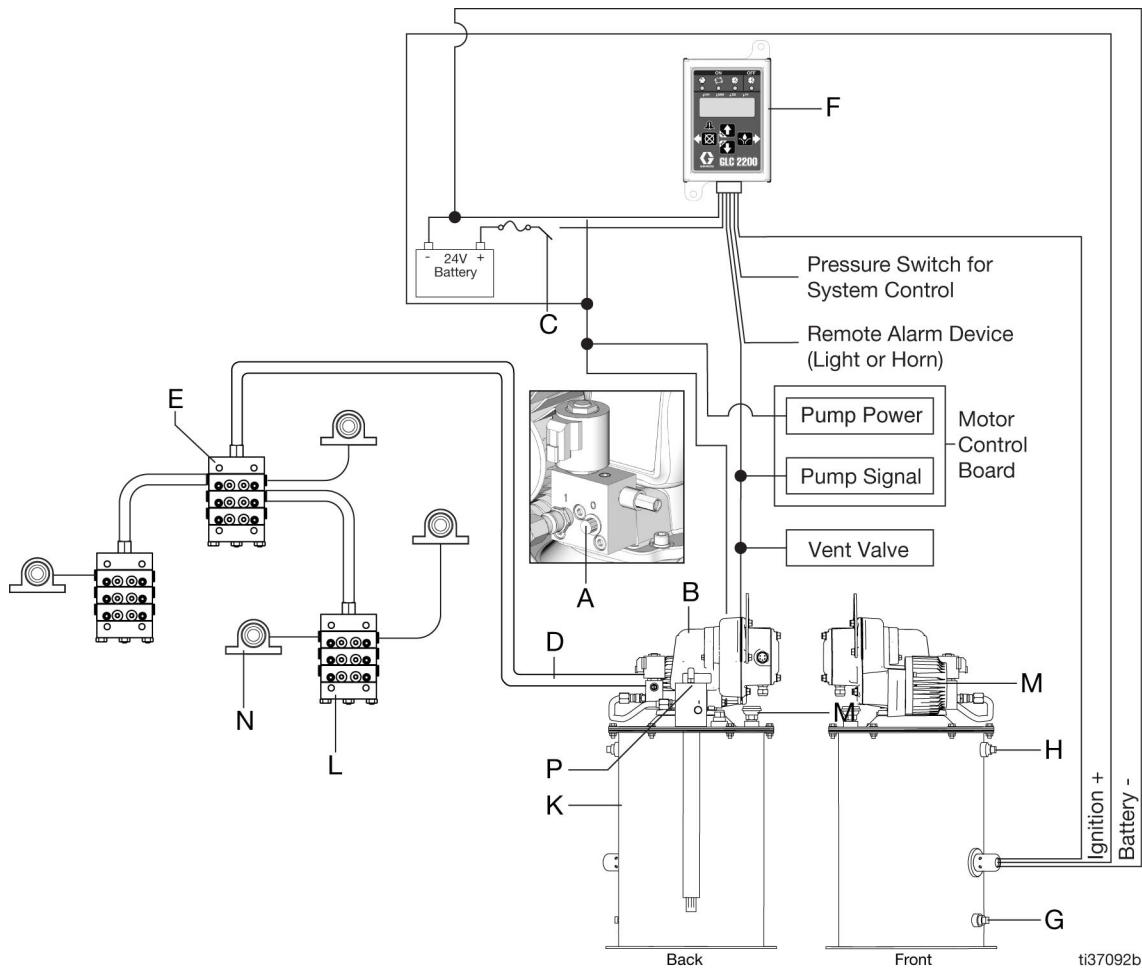 ON
OFF
GLC 2200
F
- 24V +
Battery
C
Pressure Switch for
System Control
Remote Alarm Device
(Light or Horn)
Pump Power
Pump Signal
Motor
Control
Board
Vent Valve
E
1
0
A
B
D
M
M
N
L
P
K
H
G
Ignition +
Battery -
Back
Front
ti37092b